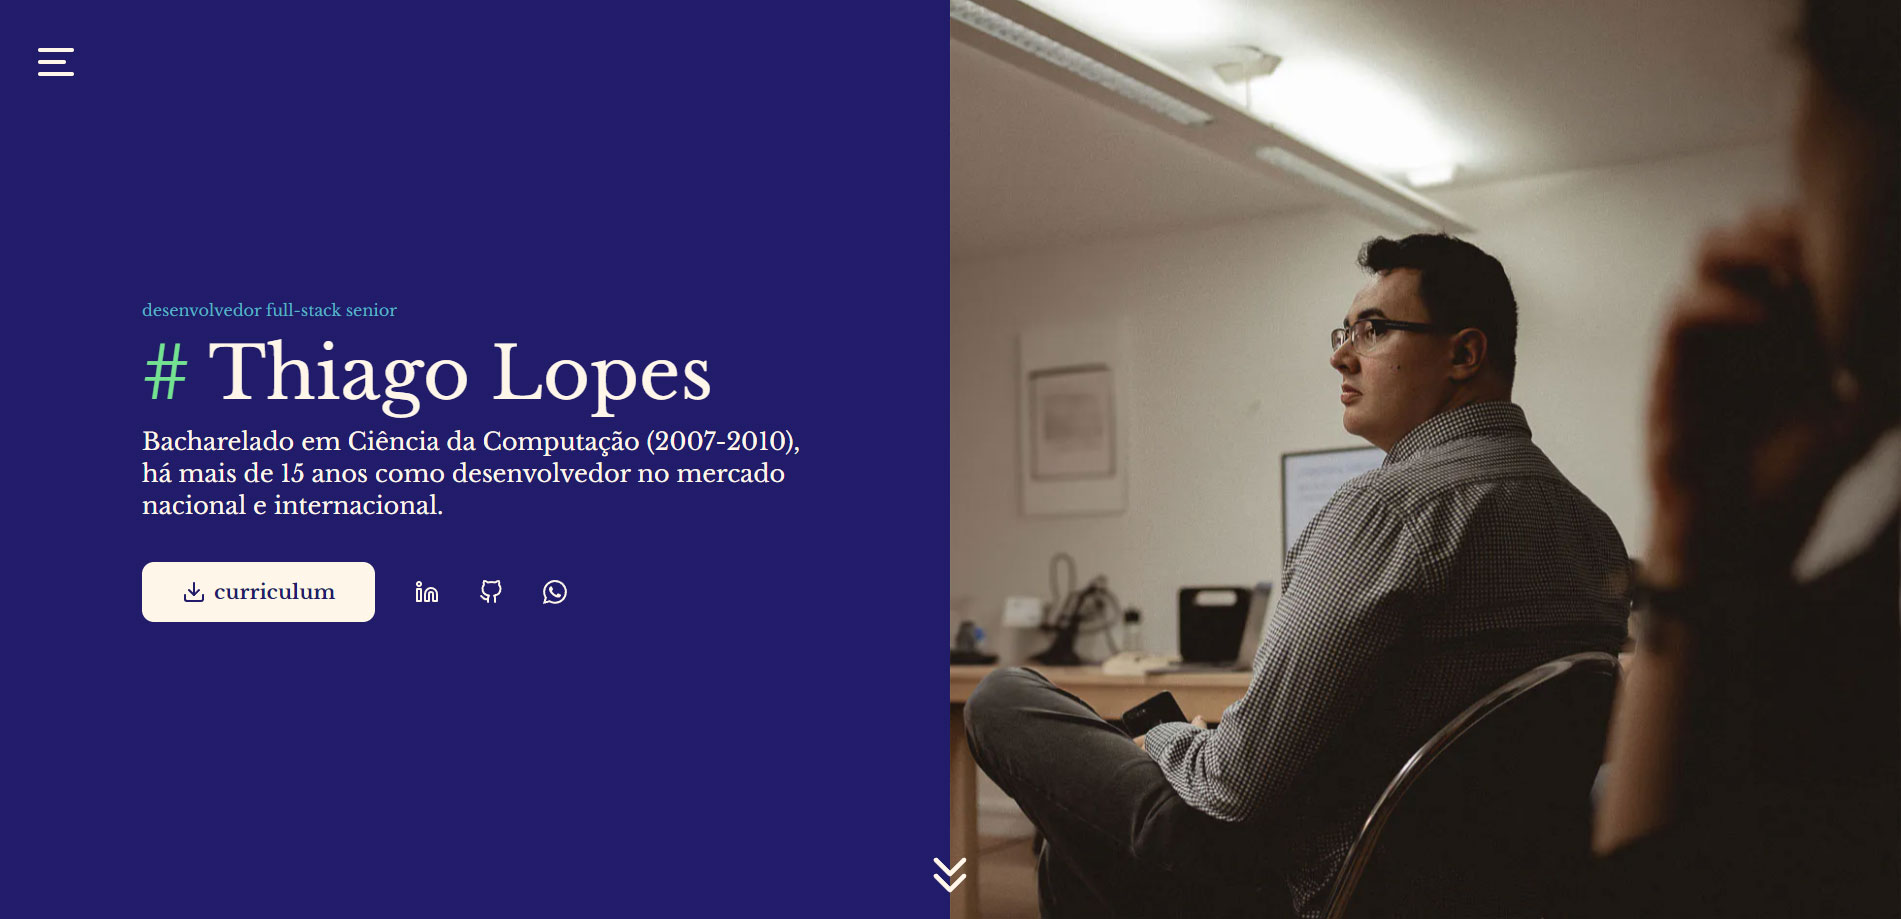 desenvolvedor full-stack senior
# Thiago Lopes
Bacharelado em Ciência da Computação (2007-2010),
há mais de 15 anos como desenvolvedor no mercado
nacional e internacional.
curriculum